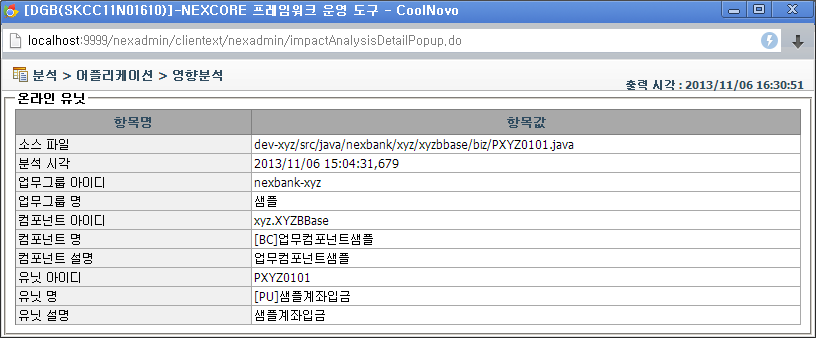 [DGB(SKCC11N01610)]-NEXCORE 프레임워크 운영 도구 - CoolNovo
localhost:9999/nexadmin/clientext/nexadmin/impactAnalysisDetailPopup.do
분석 > 어플리케이션 > 영향분석
출력 시각 : 2013/11/06 16:30:51
온라인 유닛
항목명 항목값
소스 파일 dev-xyz/src/java/nexbank/xyz/xyzbbase/biz/PXYZ0101.java
분석 시각 2013/11/06 15:04:31,679
업무그룹 아이디 nexbank-xyz
업무그룹 명 샘플
컴포넌트 아이디 xyz.XYZBBase
컴포넌트 명 [BC]업무컴포넌트샘플
컴포넌트 설명 업무컴포넌트샘플
유닛 아이디 PXYZ0101
유닛 명 [PU]샘플계좌입금
유닛 설명 샘플계좌입금